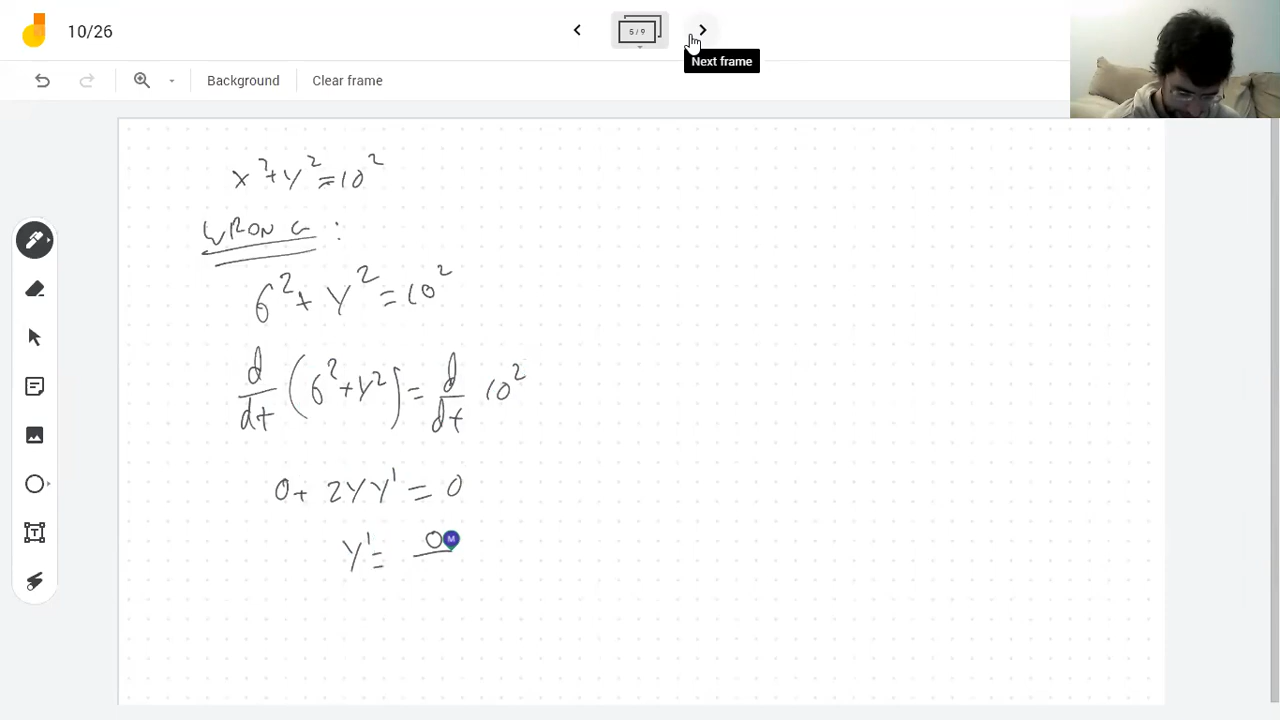 10/26
5 / 9
Next frame
Background
Clear frame
x² + y² = 10²
WRONG :
6² + y² = 10²
d/dt (6² + y²) = d/dt 10²
0 + 2yy' = 0
y' = 0/
M